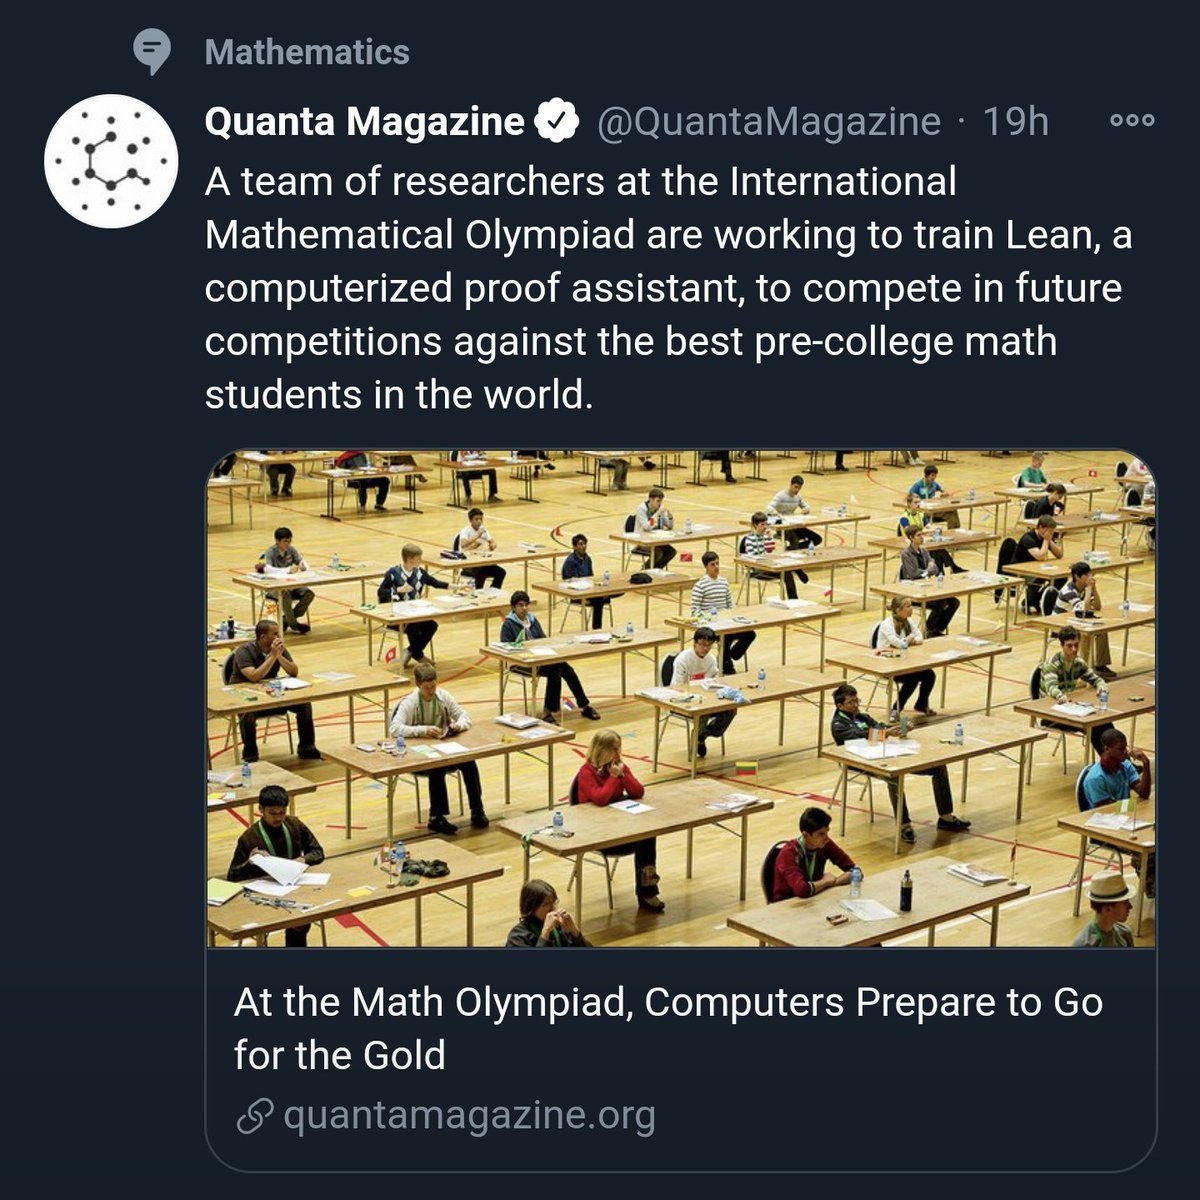 Mathematics
Quanta Magazine @QuantaMagazine · 19h
A team of researchers at the International
Mathematical Olympiad are working to train Lean, a
computerized proof assistant, to compete in future
competitions against the best pre-college math
students in the world.
At the Math Olympiad, Computers Prepare to Go
for the Gold
quantamagazine.org